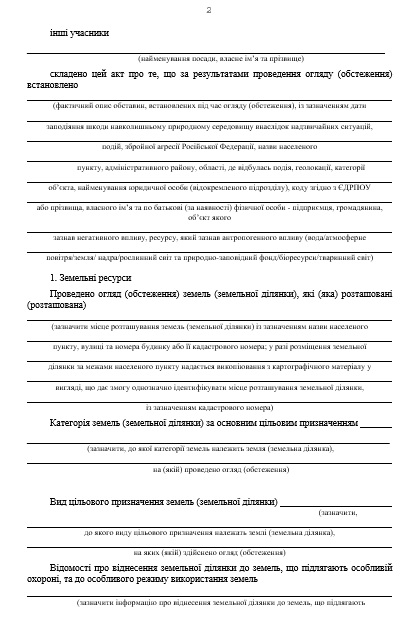 2
інші учасники
(найменування посади, власне ім’я та прізвище)
складено цей акт про те, що за результатами проведення огляду (обстеження)
встановлено
(фактичний опис обставин, встановлених під час огляду (обстеження), із зазначенням дати
заподіяння шкоди навколишньому природному середовищу внаслідок надзвичайних ситуацій,
подій, збройної агресії Російської Федерації, назви населеного
пункту, адміністративного району, області, де відбулась подія, геолокації, категорії
об’єкта, найменування юридичної особи (відокремленого підрозділу), коду згідно з ЄДРПОУ
або прізвища, власного ім’я та по батькові (за наявності) фізичної особи - підприємця, громадянина,
об’єкт якого
зазнав негативного впливу, ресурсу, який зазнав антропогенного впливу (вода/атмосферне
повітря/земля/ надра/рослинний світ та природно-заповідний фонд/біоресурси/тваринний світ)
1. Земельні ресурси
Проведено огляд (обстеження) земель (земельної ділянки), які (яка) розташовані
(розташована)
(зазначити місце розташування земель (земельної ділянки) із зазначенням назви населеного
пункту, вулиці та номера будинку або її кадастрового номера; у разі розміщення земельної
ділянки за межами населеного пункту надається викопіювання з картографічного матеріалу у
вигляді, що дає змогу однозначно ідентифікувати місце розташування земельної ділянки,
із зазначенням кадастрового номера)
Категорія земель (земельної ділянки) за основним цільовим призначенням ______
(зазначити, до якої категорії земель належить земля (земельна ділянка),
на (якій) проведено огляд (обстеження)
Вид цільового призначення земель (земельної ділянки) ____________________
(зазначити,
до якого виду цільового призначення належать землі (земельна ділянка),
на яких (якій) здійснено огляд (обстеження)
Відомості про віднесення земельної ділянки до земель, що підлягають особливій
охороні, та до особливого режиму використання земель
(зазначити інформацію про віднесення земельної ділянки до земель, що підлягають